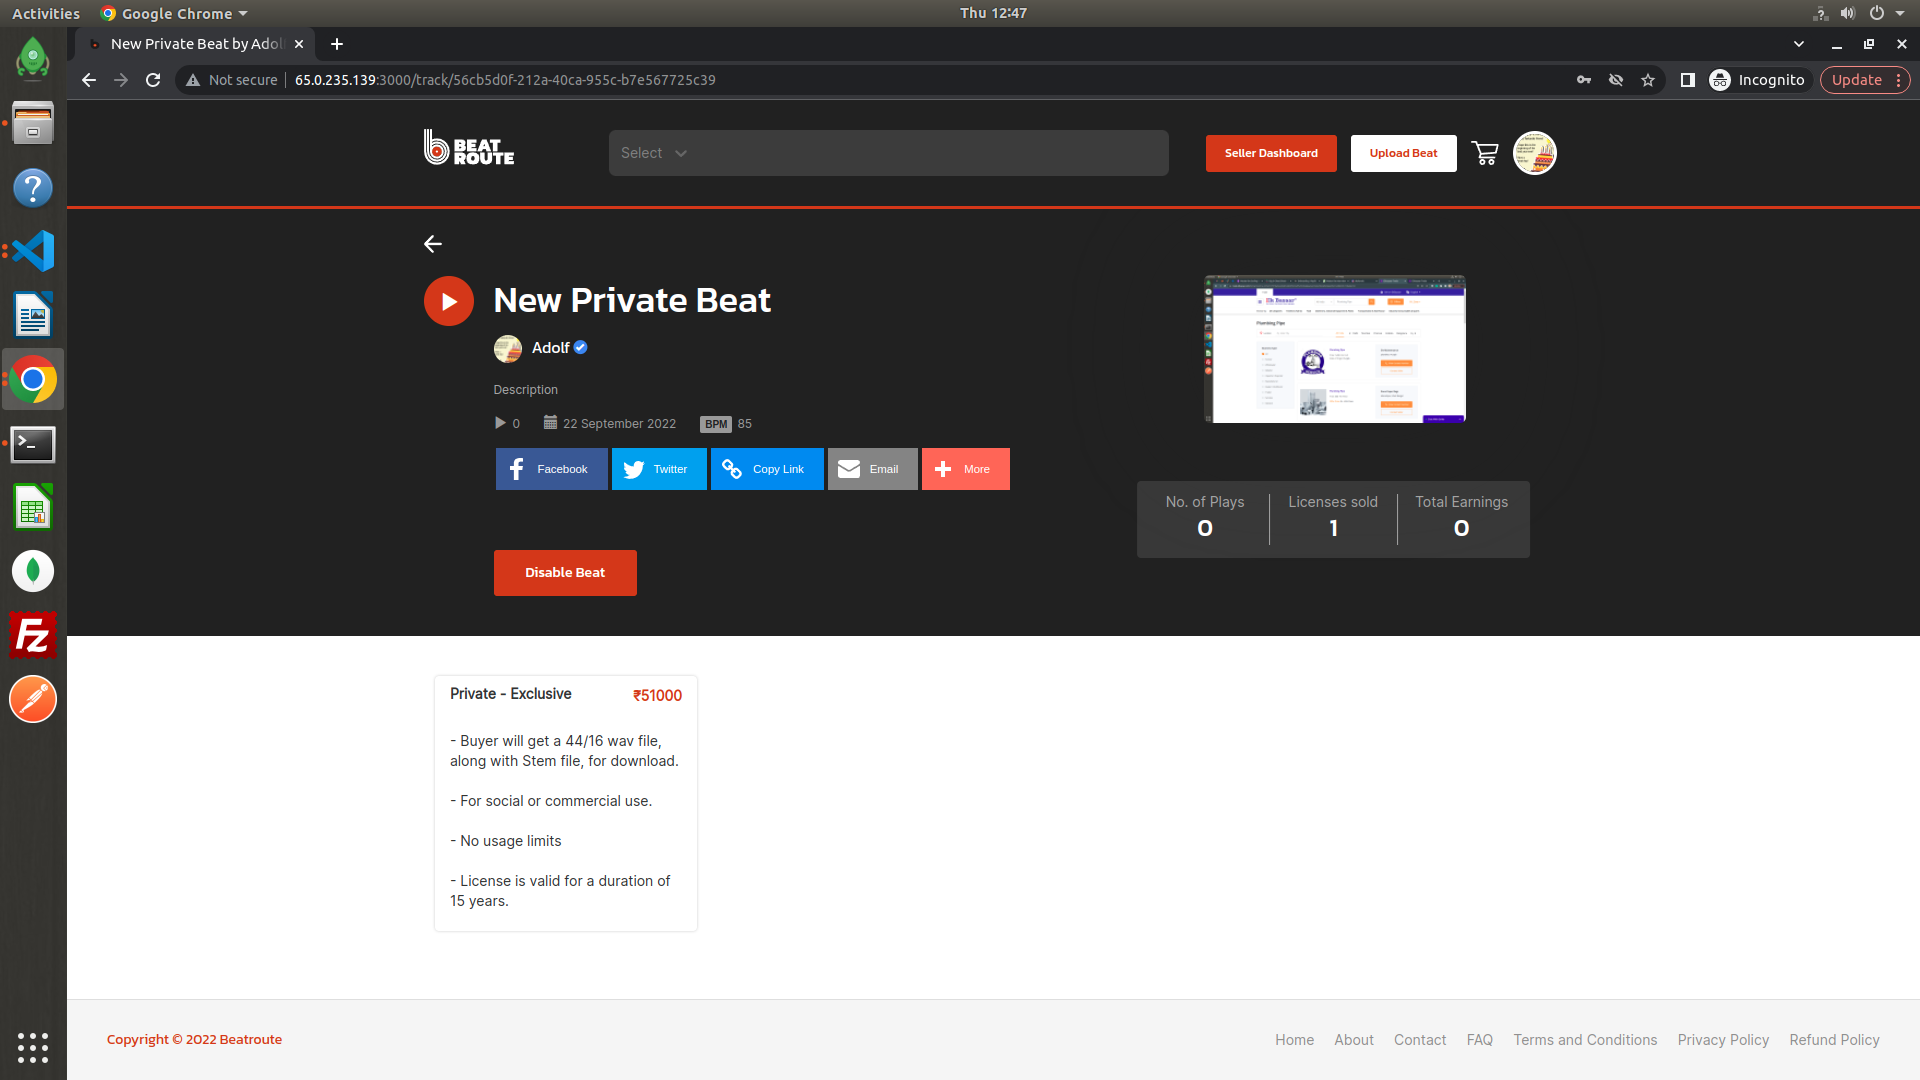 Activities
Google Chrome
Thu 12:47
New Private Beat by Adol
Not secure
65.0.235.139:3000/track/56cb5d0f-212a-40ca-955c-b7e567725c39
Incognito
Update
BEAT
ROUTE
Select
Seller Dashboard
Upload Beat
New Private Beat
Adolf
Description
0
22 September 2022
BPM 85
Facebook
Twitter
Copy Link
Email
More
Plumbing Pipe
No. of Plays
0
Licenses sold
1
Total Earnings
0
Disable Beat
Private - Exclusive
₹51000
- Buyer will get a 44/16 wav file,
along with Stem file, for download.
- For social or commercial use.
- No usage limits
- License is valid for a duration of
15 years.
Copyright © 2022 Beatroute
Home
About
Contact
FAQ
Terms and Conditions
Privacy Policy
Refund Policy